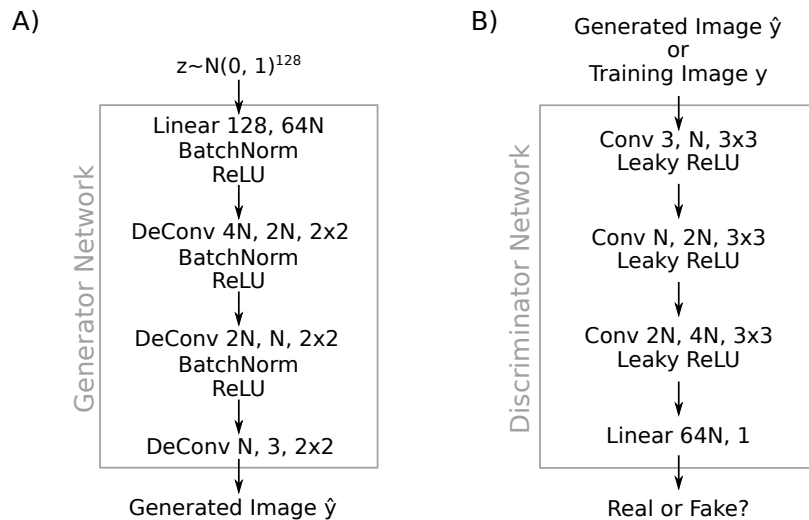 A)
z~N(0, 1)¹²⁸
Generator Network
Linear 128, 64N
BatchNorm
ReLU
DeConv 4N, 2N, 2x2
BatchNorm
ReLU
DeConv 2N, N, 2x2
BatchNorm
ReLU
DeConv N, 3, 2x2
Generated Image ŷ
B)
Generated Image ŷ
or
Training Image y
Discriminator Network
Conv 3, N, 3x3
Leaky ReLU
Conv N, 2N, 3x3
Leaky ReLU
Conv 2N, 4N, 3x3
Leaky ReLU
Linear 64N, 1
Real or Fake?